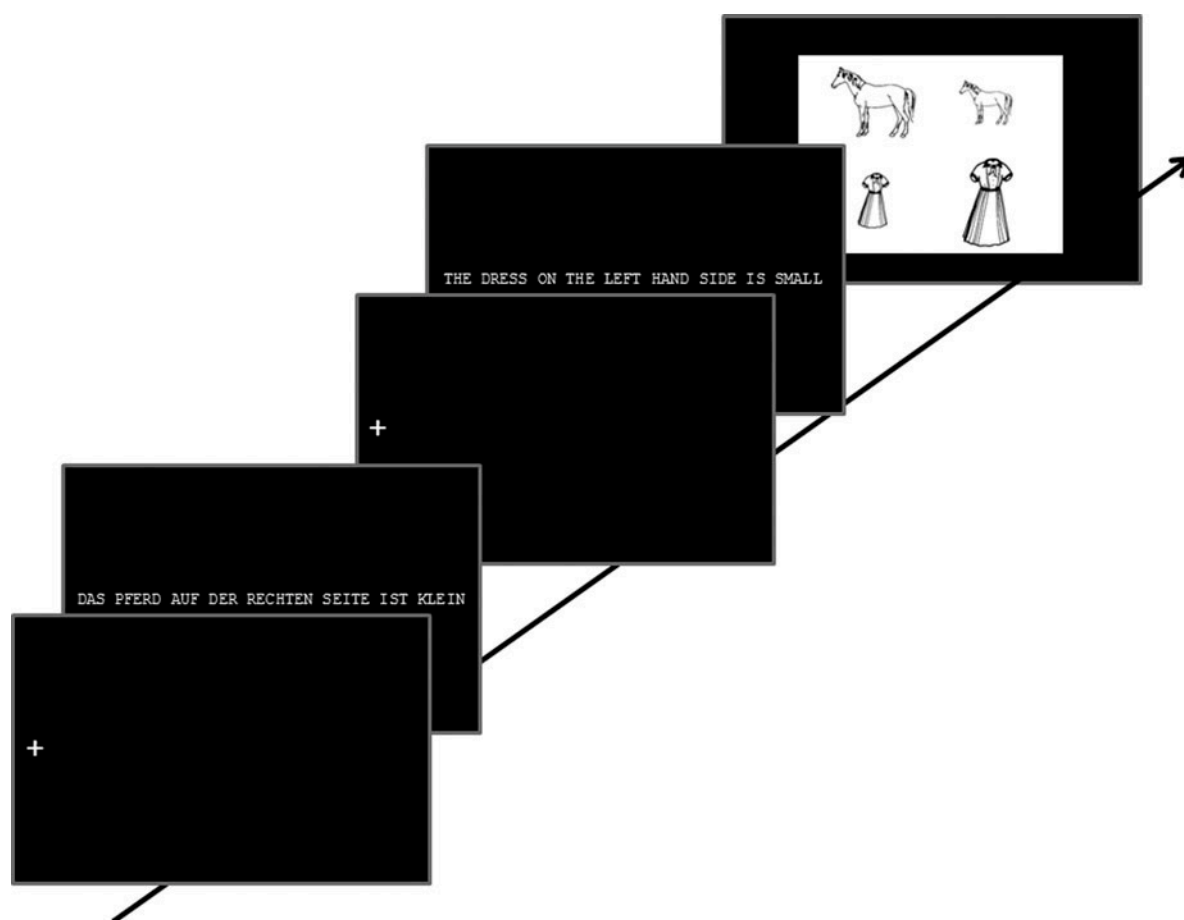 THE DRESS ON THE LEFT HAND SIDE IS SMALL
DAS PFERD AUF DER RECHTEN SEITE IST KLEIN